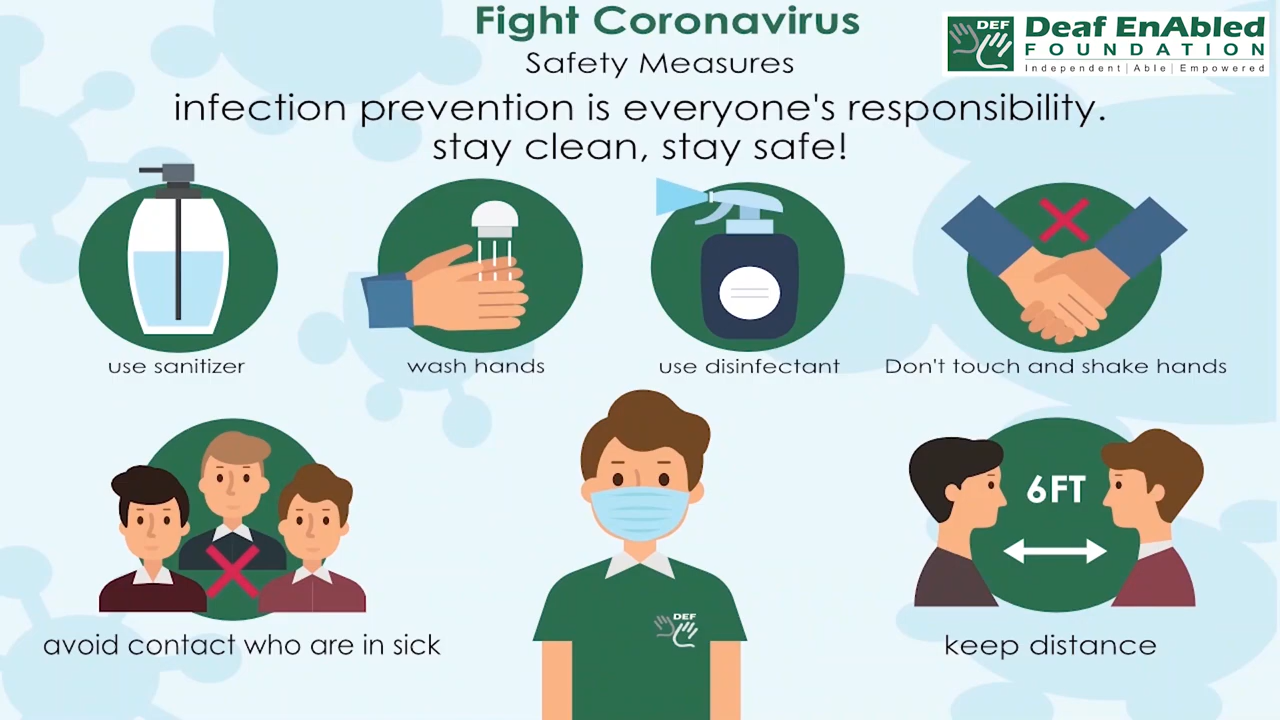 Fight Coronavirus
Safety Measures
DEF
Deaf EnAbled
FOUNDATION
Independent | Able | Empowered
infection prevention is everyone's responsibility.
stay clean, stay safe!
use sanitizer
wash hands
use disinfectant
Don't touch and shake hands
6FT
DEF
avoid contact who are in sick
keep distance